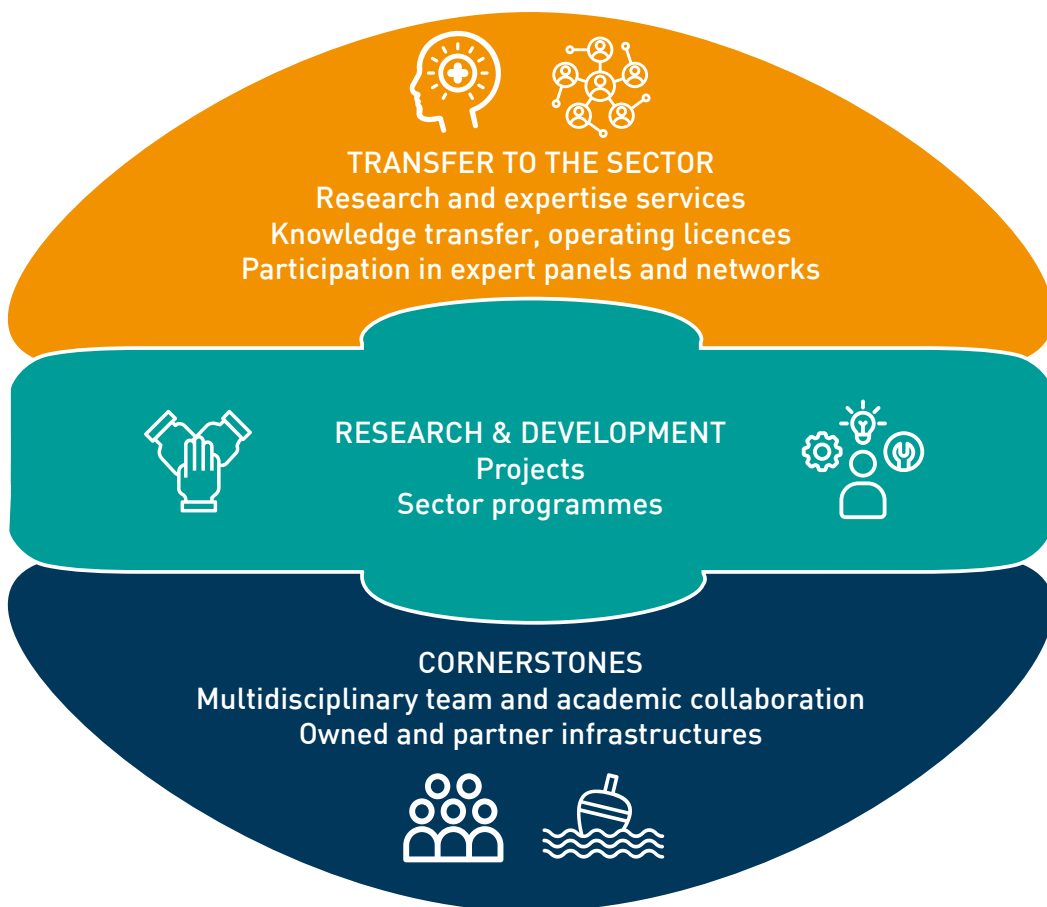 TRANSFER TO THE SECTOR
Research and expertise services
Knowledge transfer, operating licences
Participation in expert panels and networks
RESEARCH & DEVELOPMENT
Projects
Sector programmes
CORNERSTONES
Multidisciplinary team and academic collaboration
Owned and partner infrastructures